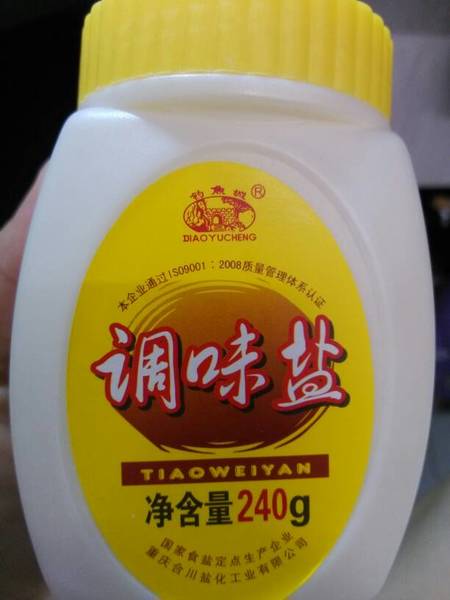 钓鱼城®
DIAOYUCHENG
本企业通过ISO9001：2008质量管理体系认证
调味盐
TIAOWEIYAN
净含量240g
国家食盐定点生产企业
重庆合川盐化工业有限公司